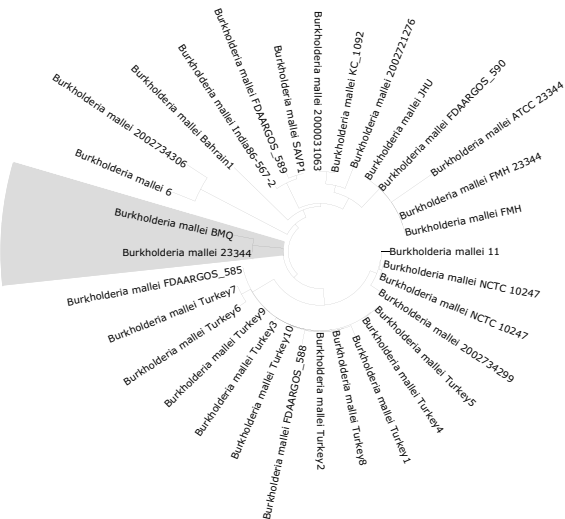 Burkholderia mallei 2002734306
Burkholderia mallei Bahrain1
Burkholderia mallei India86-567-2
Burkholderia mallei FDAARGOS_589
Burkholderia mallei SAVP1
Burkholderia mallei 2000031063
Burkholderia mallei KC_1092
Burkholderia mallei 2002721276
Burkholderia mallei JHU
Burkholderia mallei FDAARGOS_590
Burkholderia mallei ATCC 23344
Burkholderia mallei FMH 23344
Burkholderia mallei FMH
Burkholderia mallei 11
Burkholderia mallei NCTC 10247
Burkholderia mallei NCTC 10247
Burkholderia mallei 2002734299
Burkholderia mallei Turkey5
Burkholderia mallei Turkey4
Burkholderia mallei Turkey1
Burkholderia mallei Turkey8
Burkholderia mallei Turkey2
Burkholderia mallei FDAARGOS_588
Burkholderia mallei Turkey10
Burkholderia mallei Turkey3
Burkholderia mallei Turkey9
Burkholderia mallei Turkey6
Burkholderia mallei Turkey7
Burkholderia mallei FDAARGOS_585
Burkholderia mallei 23344
Burkholderia mallei BMQ
Burkholderia mallei 6